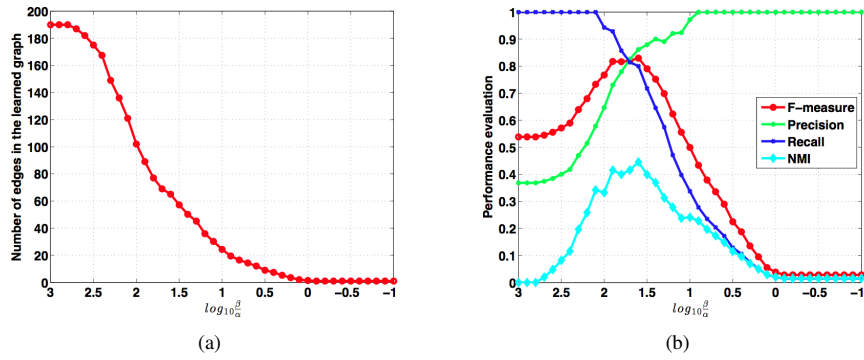 Number of edges in the learned graph
200
180
160
140
120
100
80
60
40
20
0
3 2.5 2 1.5 1 0.5 0 −0.5 −1
log₁₀ β/α
(a)
Performance evaluation
1
0.9
0.8
0.7
0.6
0.5
0.4
0.3
0.2
0.1
0
F−measure
Precision
Recall
NMI
3 2.5 2 1.5 1 0.5 0 −0.5 −1
log₁₀ β/α
(b)